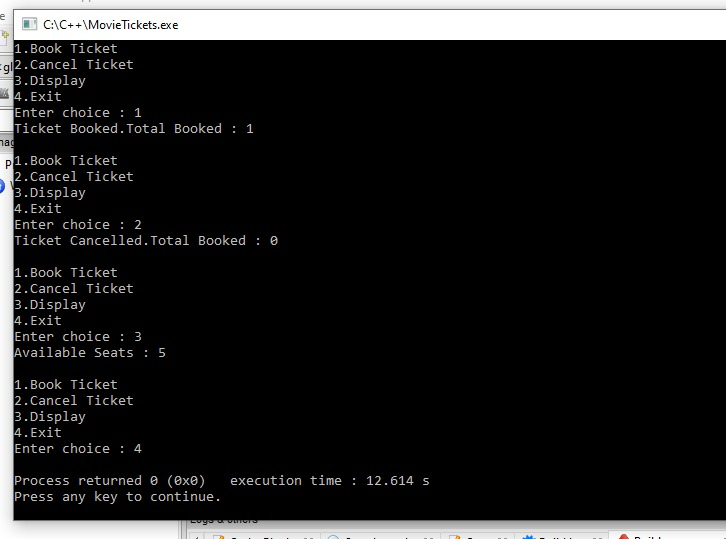 C:\C++\MovieTickets.exe
1.Book Ticket
2.Cancel Ticket
3.Display
4.Exit
Enter choice : 1
Ticket Booked.Total Booked : 1
1.Book Ticket
2.Cancel Ticket
3.Display
4.Exit
Enter choice : 2
Ticket Cancelled.Total Booked : 0
1.Book Ticket
2.Cancel Ticket
3.Display
4.Exit
Enter choice : 3
Available Seats : 5
1.Book Ticket
2.Cancel Ticket
3.Display
4.Exit
Enter choice : 4
Process returned 0 (0x0)   execution time : 12.614 s
Press any key to continue.